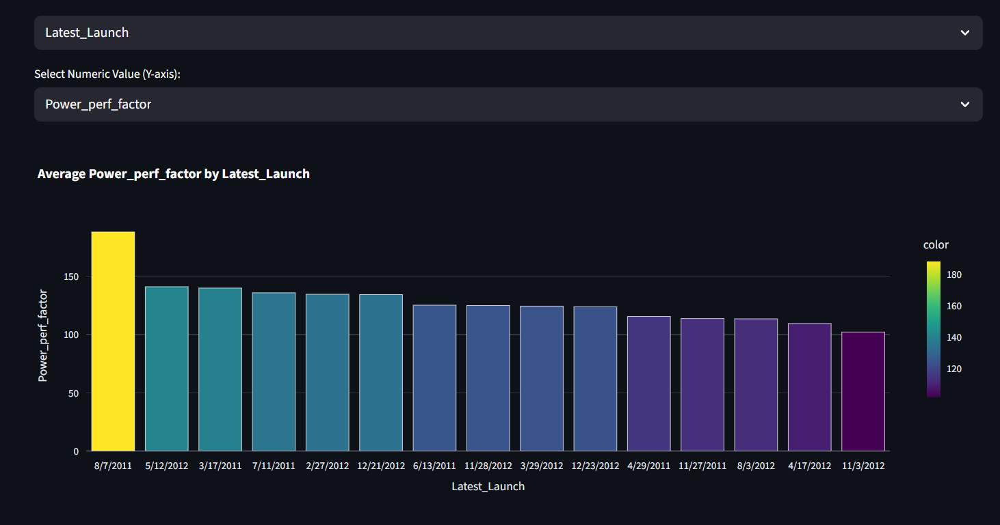 Latest_Launch
Select Numeric Value (Y-axis):
Power_perf_factor
Average Power_perf_factor by Latest_Launch
color
180
160
140
120
150
100
50
0
Power_perf_factor
8/7/2011 5/12/2012 3/17/2011 7/11/2011 2/27/2012 12/21/2012 6/13/2011 11/28/2012 3/29/2012 12/23/2012 4/29/2011 11/27/2011 8/3/2012 4/17/2012 11/3/2012
Latest_Launch